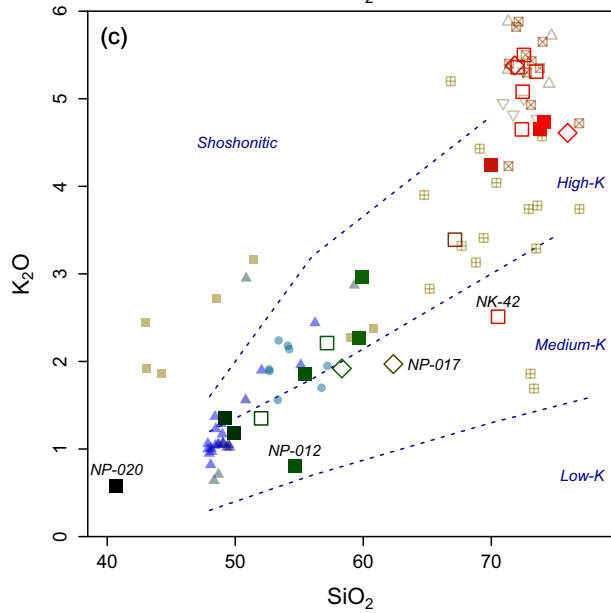 2
(c)
Shoshonitic
High-K
NK-42
Medium-K
NP-017
NP-012
NP-020
Low-K
K₂O
6
5
4
3
2
1
0
40 50 60 70
SiO₂